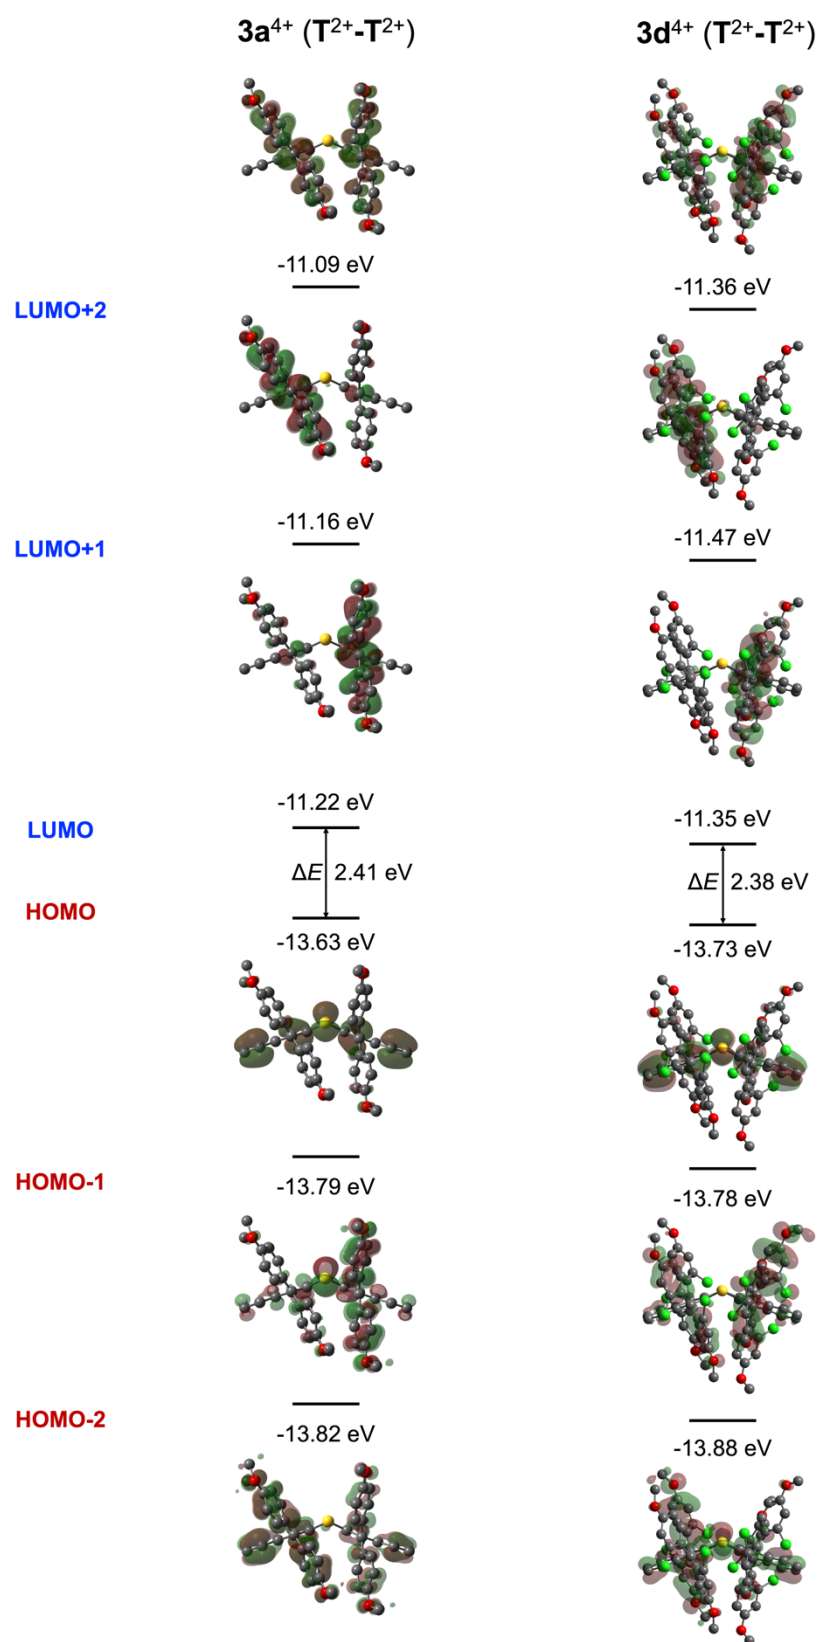 3a⁴⁺ (T²⁺-T²⁺) 3d⁴⁺ (T²⁺-T²⁺)
-11.09 eV
-11.36 eV
LUMO+2
-11.16 eV
-11.47 eV
LUMO+1
-11.22 eV
-11.35 eV
LUMO
ΔE 2.41 eV
ΔE 2.38 eV
HOMO
-13.63 eV
-13.73 eV
HOMO-1
-13.79 eV
-13.78 eV
HOMO-2
-13.82 eV
-13.88 eV